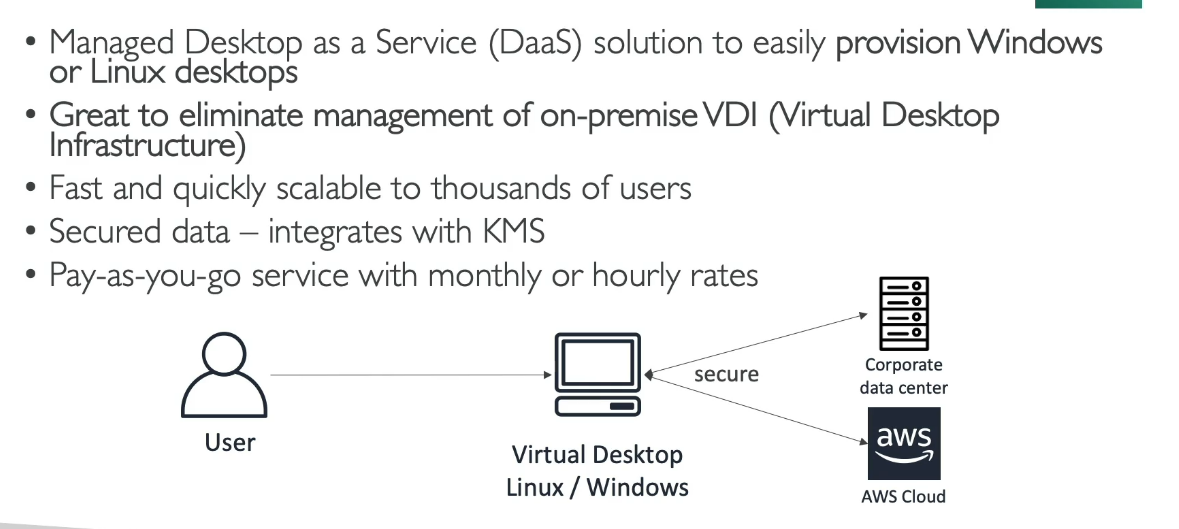 • Managed Desktop as a Service (DaaS) solution to easily provision Windows
or Linux desktops
• Great to eliminate management of on-premise VDI (Virtual Desktop
Infrastructure)
• Fast and quickly scalable to thousands of users
• Secured data – integrates with KMS
• Pay-as-you-go service with monthly or hourly rates
User
Virtual Desktop
Linux / Windows
secure
Corporate
data center
aws
AWS Cloud